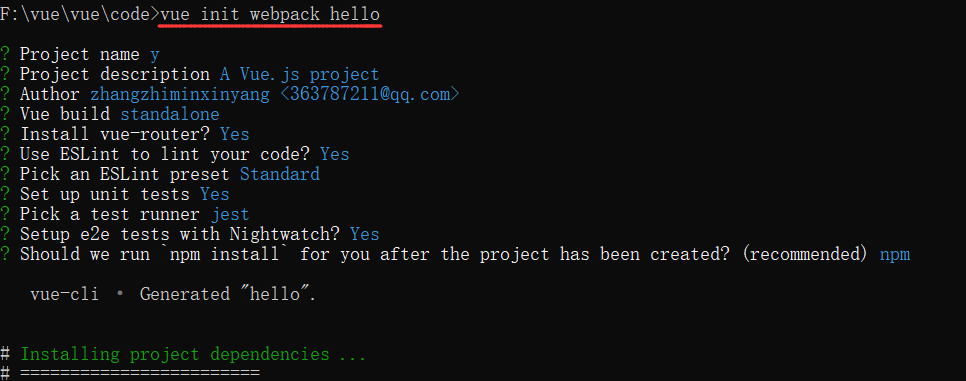 F:\vue\vue\code>vue init webpack hello
? Project name y
? Project description A Vue.js project
? Author zhangzhiminxinyang <363787211@qq.com>
? Vue build standalone
? Install vue-router? Yes
? Use ESLint to lint your code? Yes
? Pick an ESLint preset Standard
? Set up unit tests Yes
? Pick a test runner jest
? Setup e2e tests with Nightwatch? Yes
? Should we run `npm install` for you after the project has been created? (recommended) npm
vue-cli · Generated "hello".
# Installing project dependencies ...
# ========================